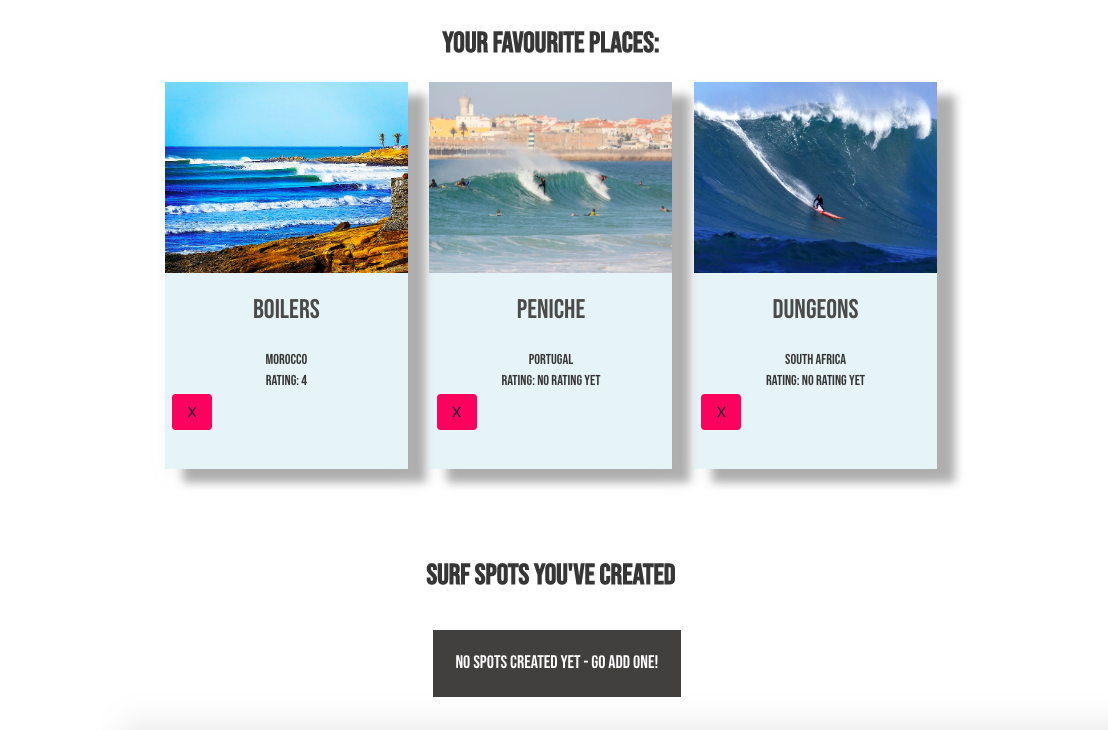 YOUR FAVOURITE PLACES:
BOILERS
MOROCCO
RATING: 4
X
PENICHE
PORTUGAL
RATING: NO RATING YET
X
DUNGEONS
SOUTH AFRICA
RATING: NO RATING YET
X
SURF SPOTS YOU'VE CREATED
NO SPOTS CREATED YET - GO ADD ONE!